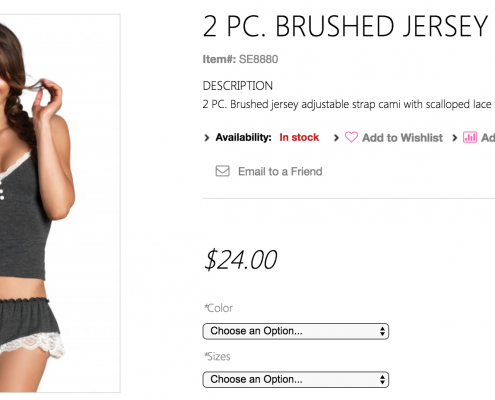 2 PC. BRUSHED JERSEY
Item#: SE8880
DESCRIPTION
2 PC. Brushed jersey adjustable strap cami with scalloped lace
Availability: In stock Add to Wishlist Ad
Email to a Friend
$24.00
*Color
Choose an Option...
*Sizes
Choose an Option...